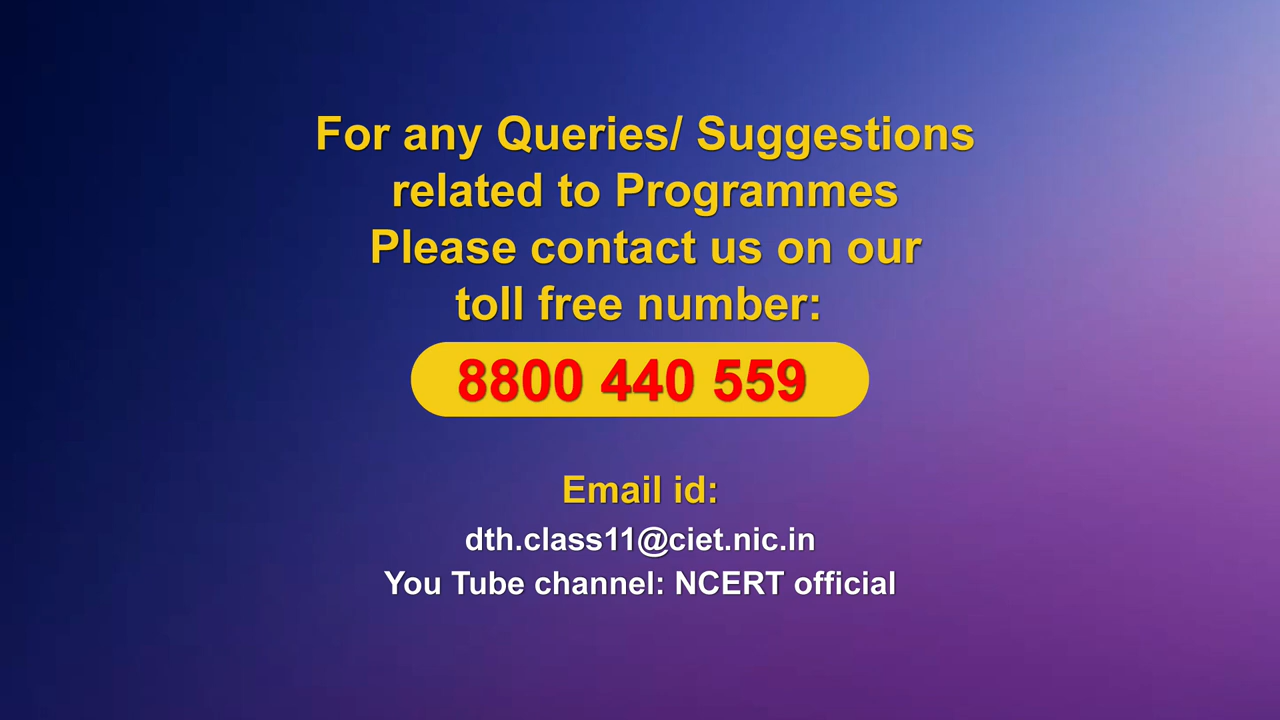 For any Queries/ Suggestions
related to Programmes
Please contact us on our
toll free number:
8800 440 559
Email id:
dth.class11@ciet.nic.in
You Tube channel: NCERT official